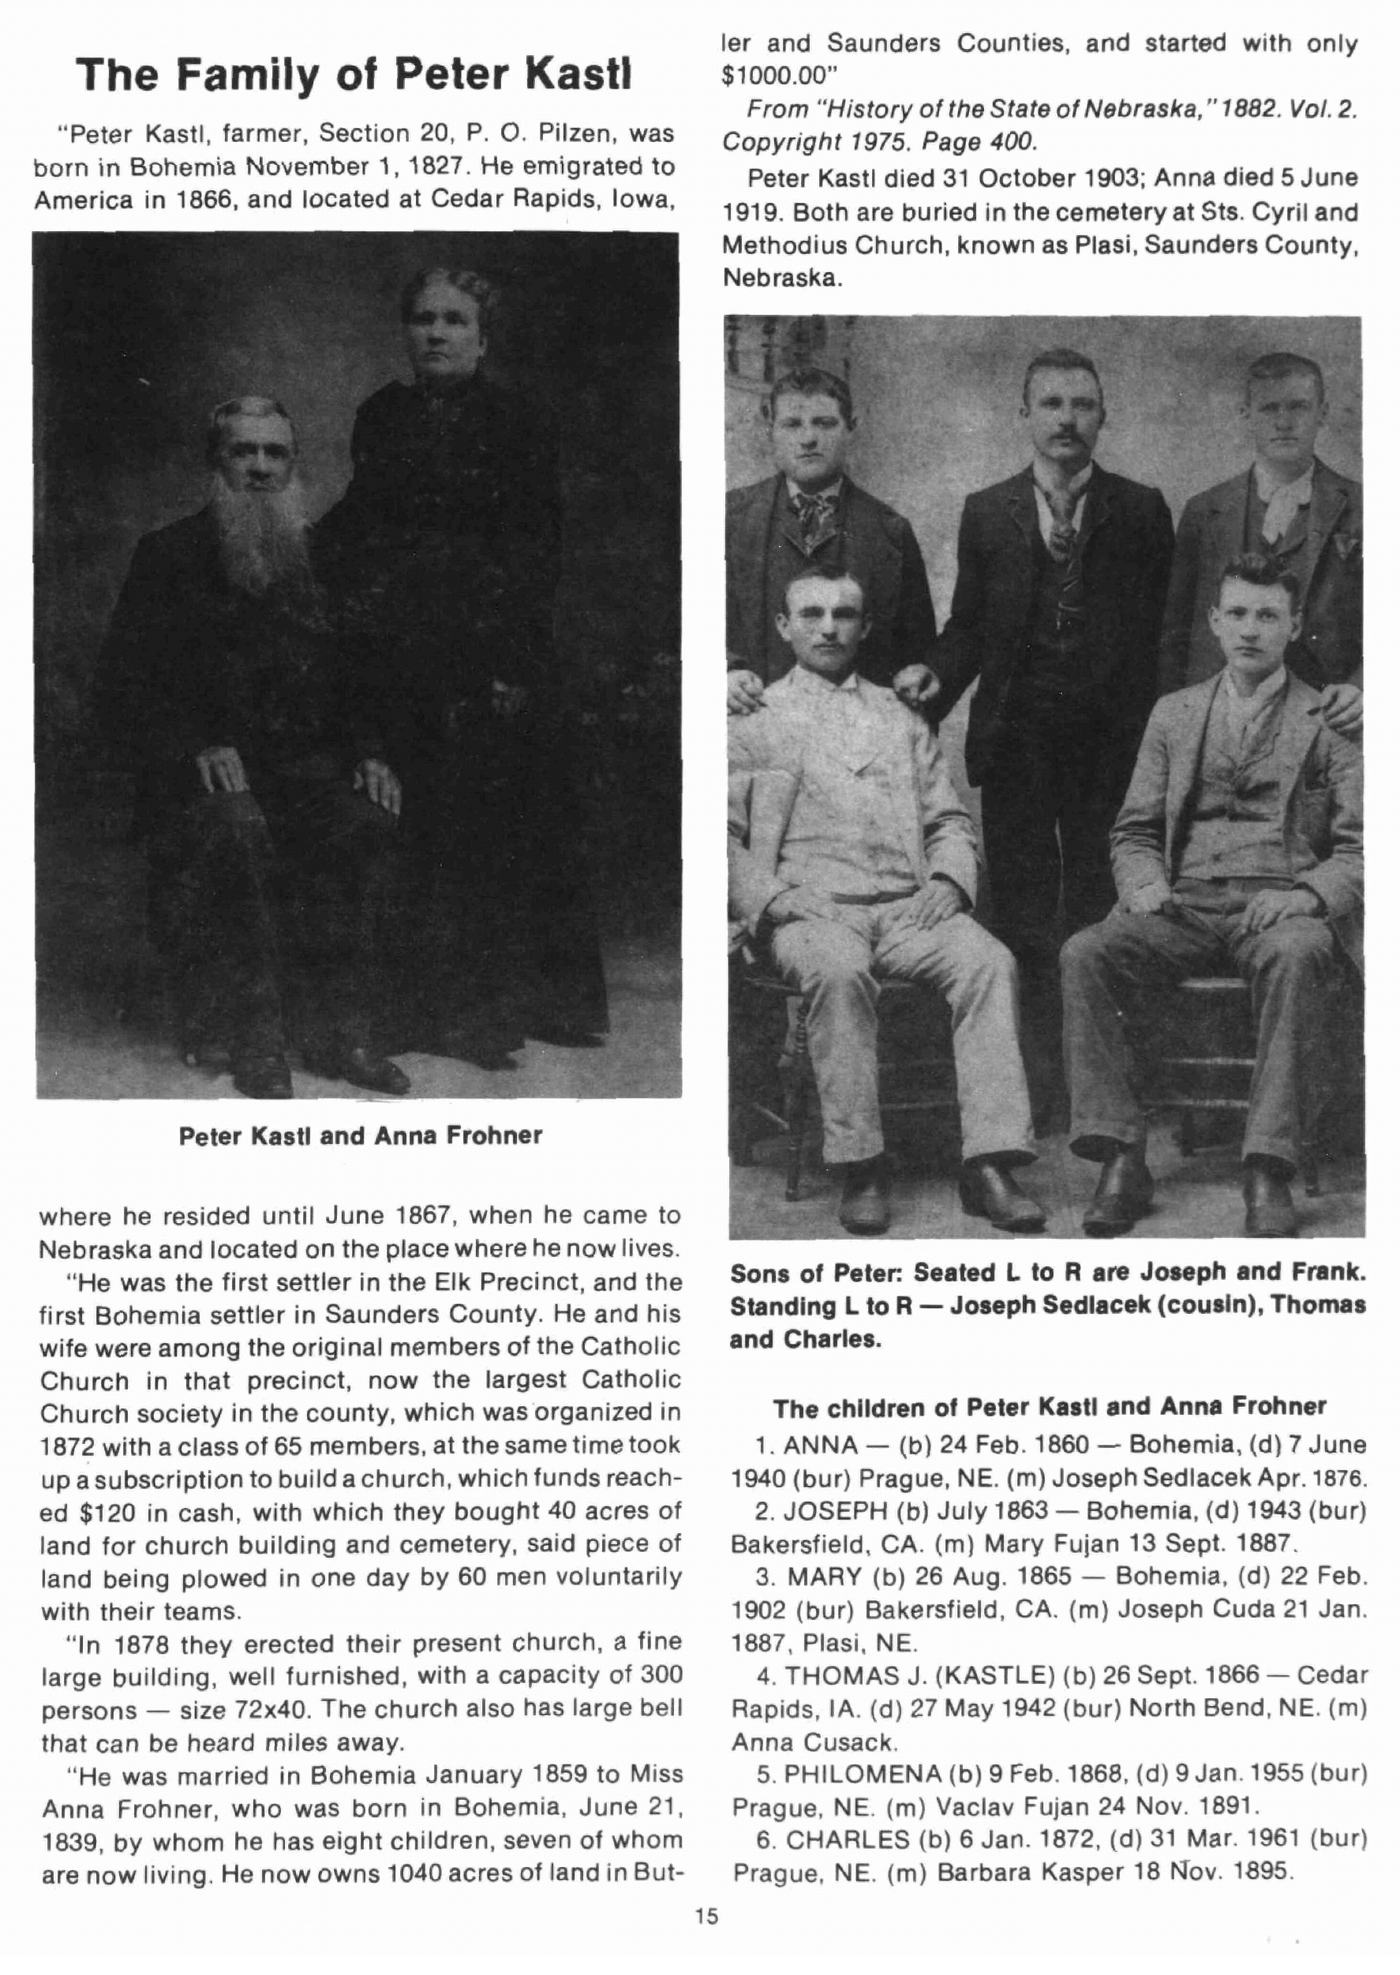 The Family of Peter Kastl
"Peter Kastl, farmer, Section 20, P. O. Pilzen, was
born in Bohemia November 1, 1827. He emigrated to
America in 1866, and located at Cedar Rapids, Iowa,
Peter Kastl and Anna Frohner
where he resided until June 1867, when he came to
Nebraska and located on the place where he now lives.
"He was the first settler in the Elk Precinct, and the
first Bohemia settler in Saunders County. He and his
wife were among the original members of the Catholic
Church in that precinct, now the largest Catholic
Church society in the county, which was organized in
1872 with a class of 65 members, at the same time took
up a subscription to build a church, which funds reach-
ed $120 in cash, with which they bought 40 acres of
land for church building and cemetery, said piece of
land being plowed in one day by 60 men voluntarily
with their teams.
"In 1878 they erected their present church, a fine
large building, well furnished, with a capacity of 300
persons — size 72x40. The church also has large bell
that can be heard miles away.
"He was married in Bohemia January 1859 to Miss
Anna Frohner, who was born in Bohemia, June 21,
1839, by whom he has eight children, seven of whom
are now living. He now owns 1040 acres of land in But-
ler and Saunders Counties, and started with only
$1000.00"
From "History of the State of Nebraska," 1882. Vol. 2.
Copyright 1975. Page 400.
Peter Kastl died 31 October 1903; Anna died 5 June
1919. Both are buried in the cemetery at Sts. Cyril and
Methodius Church, known as Plasi, Saunders County,
Nebraska.
Sons of Peter: Seated L to R are Joseph and Frank.
Standing L to R — Joseph Sedlacek (cousin), Thomas
and Charles.
The children of Peter Kastl and Anna Frohner
1. ANNA — (b) 24 Feb. 1860 — Bohemia, (d) 7 June
1940 (bur) Prague, NE. (m) Joseph Sedlacek Apr. 1876.
2. JOSEPH (b) July 1863 — Bohemia, (d) 1943 (bur)
Bakersfield, CA. (m) Mary Fujan 13 Sept. 1887.
3. MARY (b) 26 Aug. 1865 — Bohemia, (d) 22 Feb.
1902 (bur) Bakersfield, CA. (m) Joseph Cuda 21 Jan.
1887, Plasi, NE.
4. THOMAS J. (KASTLE) (b) 26 Sept. 1866 — Cedar
Rapids, IA. (d) 27 May 1942 (bur) North Bend, NE. (m)
Anna Cusack.
5. PHILOMENA (b) 9 Feb. 1868, (d) 9 Jan. 1955 (bur)
Prague, NE. (m) Vaclav Fujan 24 Nov. 1891.
6. CHARLES (b) 6 Jan. 1872, (d) 31 Mar. 1961 (bur)
Prague, NE. (m) Barbara Kasper 18 Nov. 1895.
15